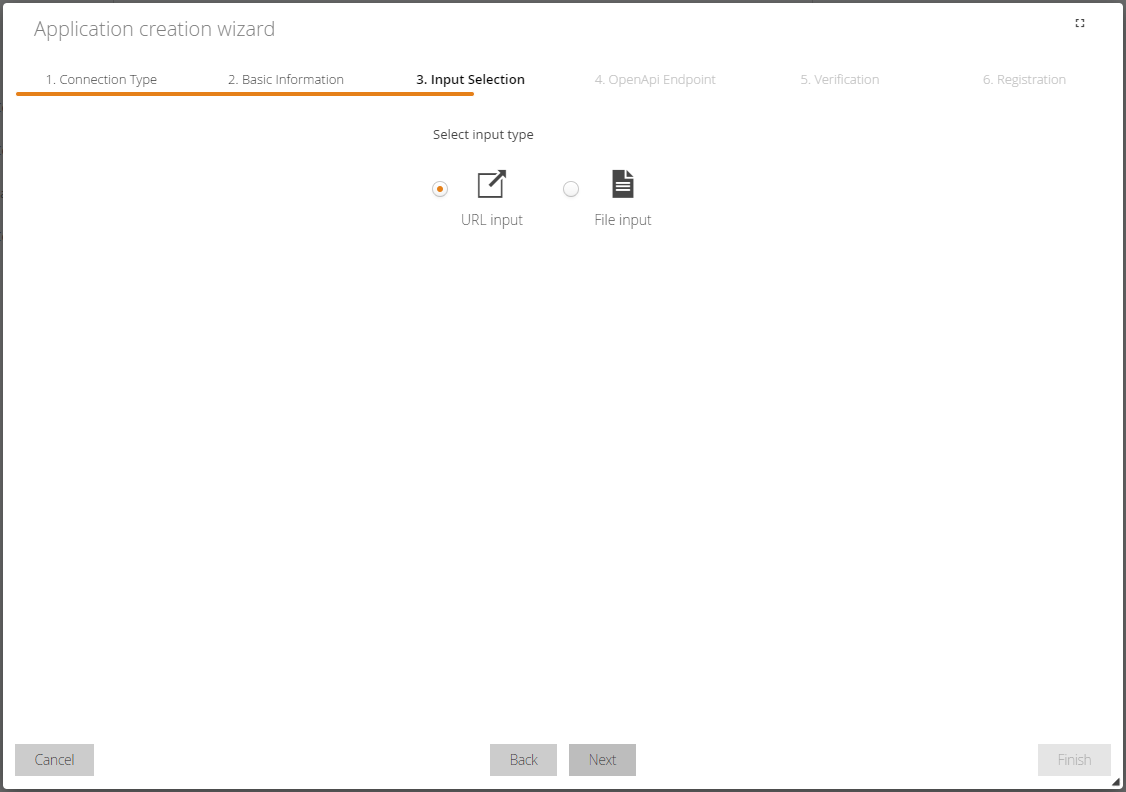 Application creation wizard
1. Connection Type 2. Basic Information 3. Input Selection 4. OpenApi Endpoint 5. Verification 6. Registration
Select input type
URL input File input
Cancel Back Next Finish